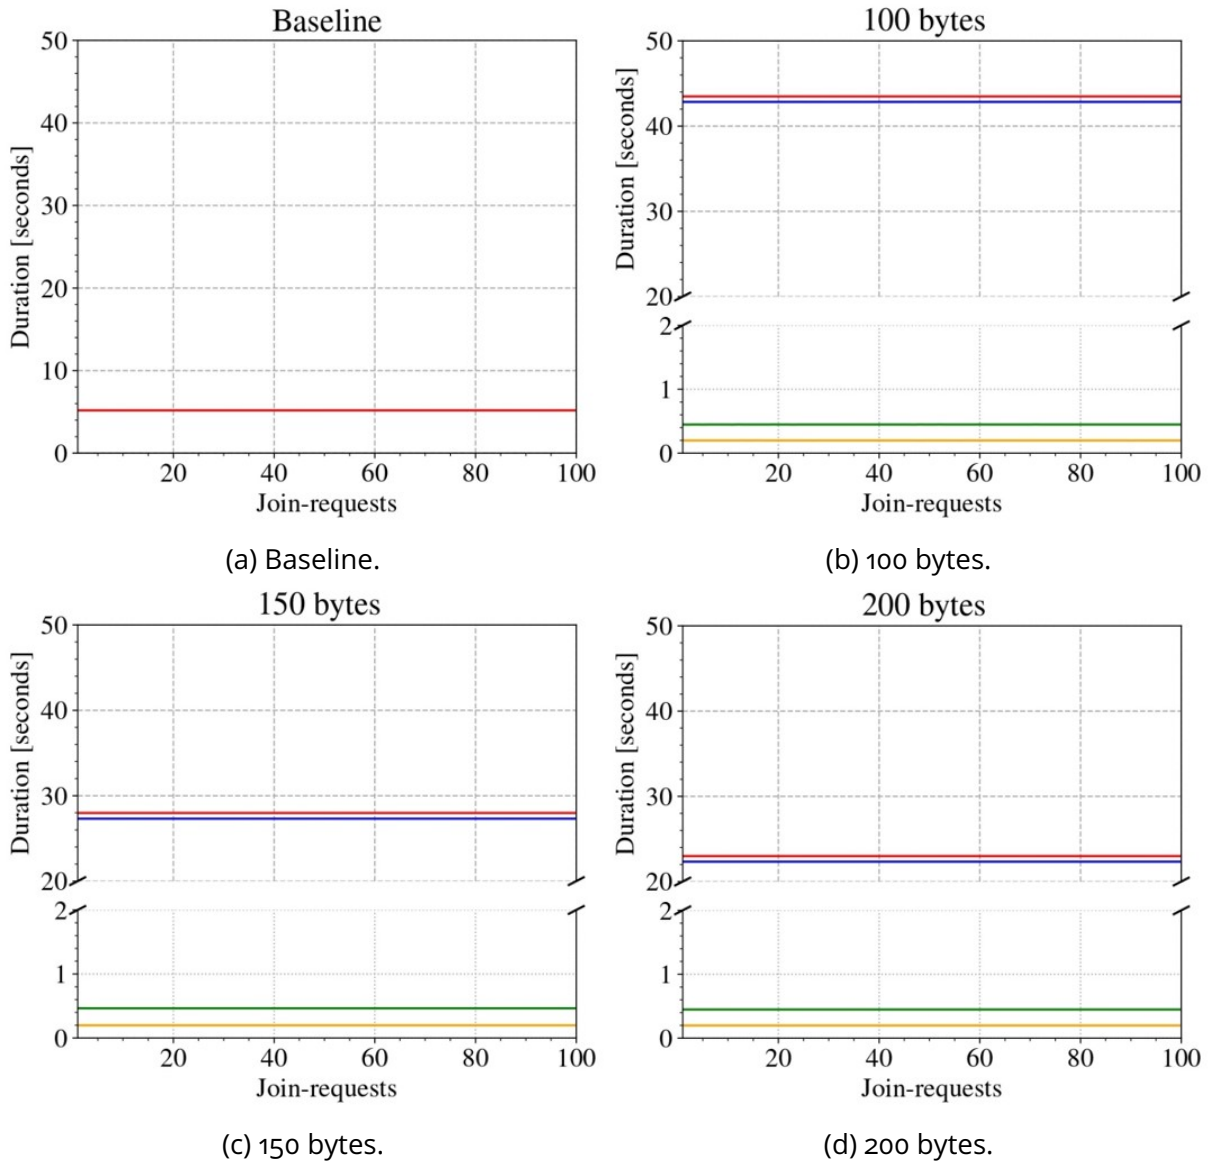 Baseline
50
40
30
20
10
0
Duration [seconds]
20 40 60 80 100
Join-requests
(a) Baseline.
100 bytes
50
40
30
20
2
1
0
Duration [seconds]
20 40 60 80 100
Join-requests
(b) 100 bytes.
150 bytes
50
40
30
20
2
1
0
Duration [seconds]
20 40 60 80 100
Join-requests
(c) 150 bytes.
200 bytes
50
40
30
20
2
1
0
Duration [seconds]
20 40 60 80 100
Join-requests
(d) 200 bytes.